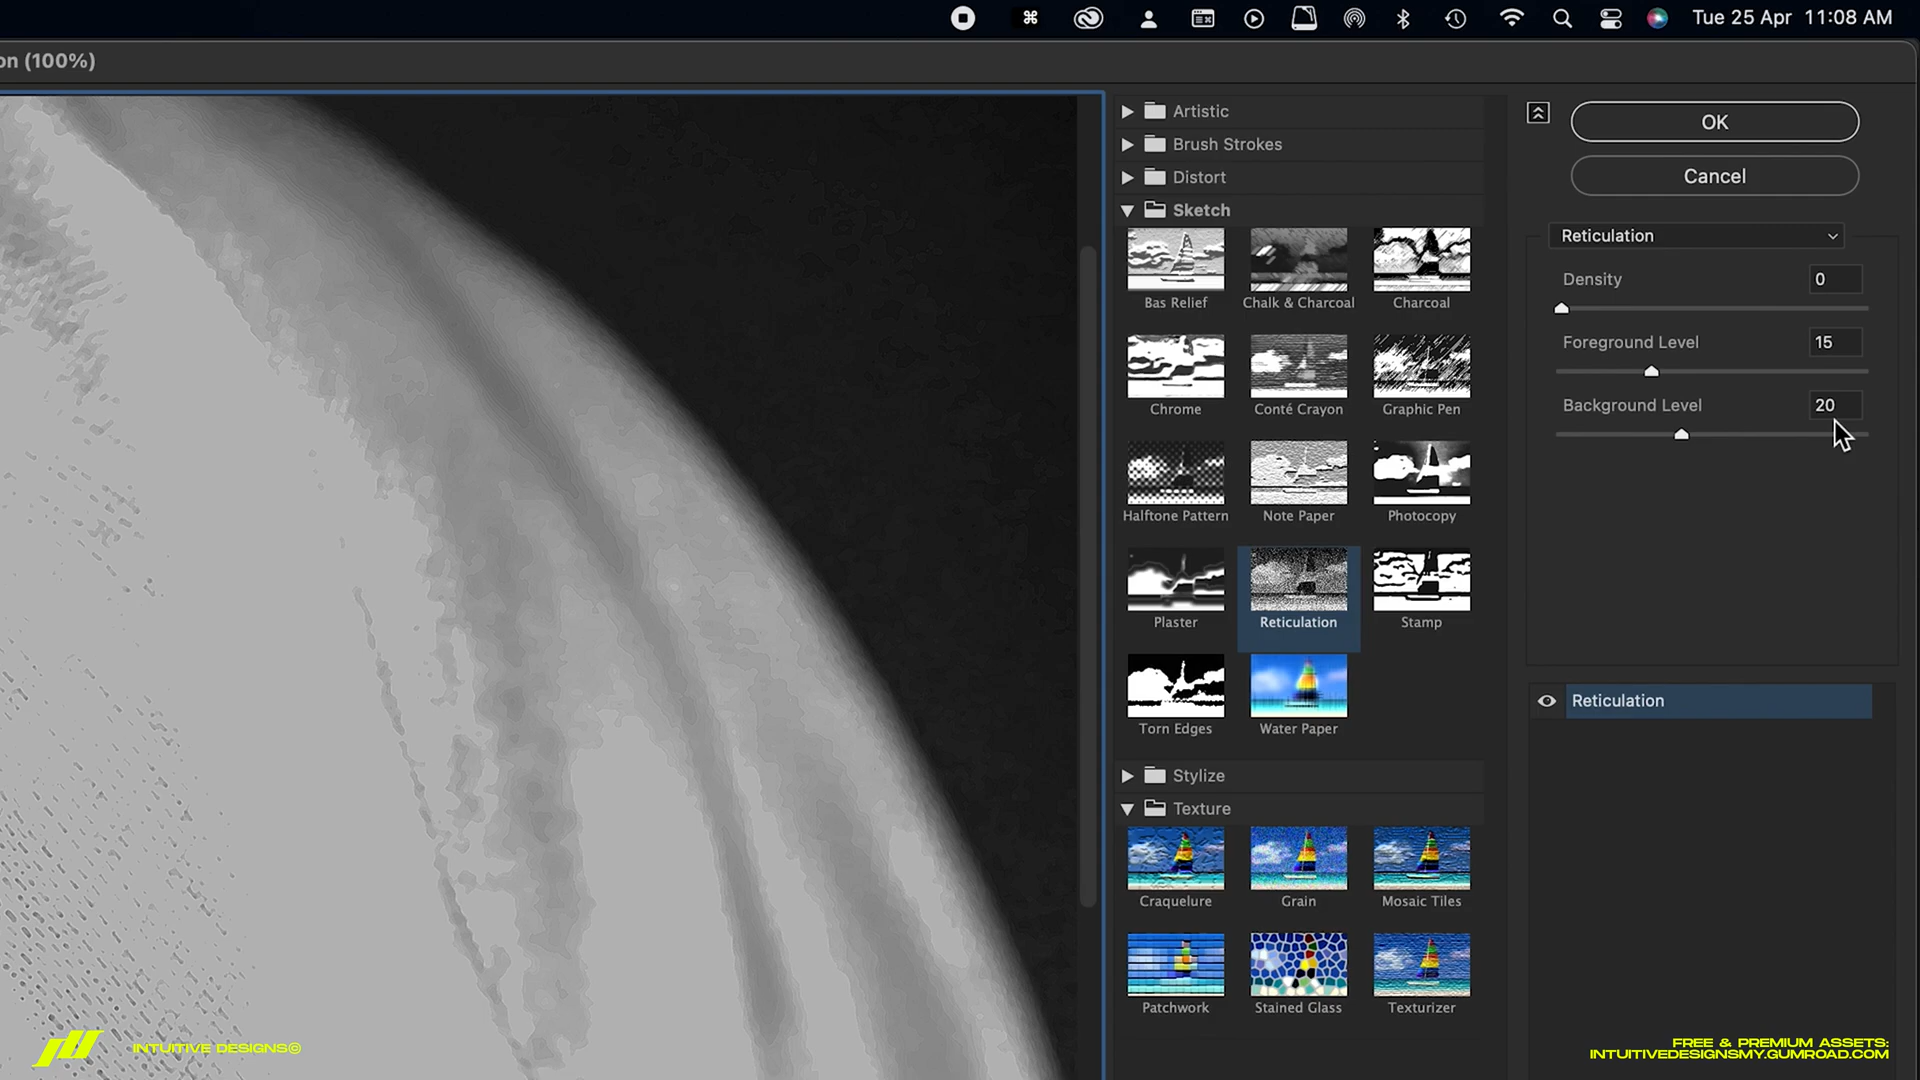 Tue 25 Apr 11:08 AM
on (100%)
Artistic
Brush Strokes
Distort
Sketch
Bas Relief
Chalk & Charcoal
Charcoal
Chrome
Conté Crayon
Graphic Pen
Halftone Pattern
Note Paper
Photocopy
Plaster
Reticulation
Stamp
Torn Edges
Water Paper
Stylize
Texture
Craquelure
Grain
Mosaic Tiles
Patchwork
Stained Glass
Texturizer
OK
Cancel
Reticulation
Density 0
Foreground Level 15
Background Level 20
Reticulation
INTUITIVE DESIGNS©
FREE & PREMIUM ASSETS:
INTUITIVEDESIGNSMY.GUMROAD.COM